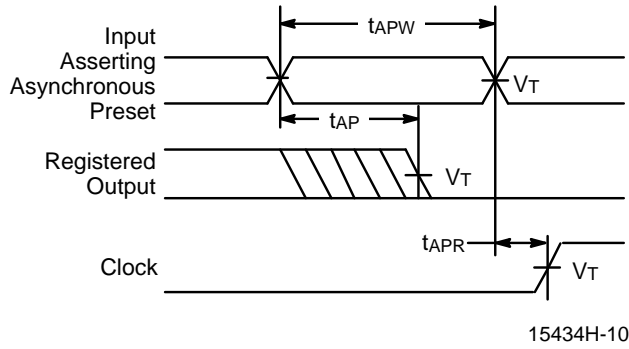 Input
Asserting
Asynchronous
Preset
tAPW
VT
tAP
Registered
Output
VT
tAPR
Clock
VT
15434H-10